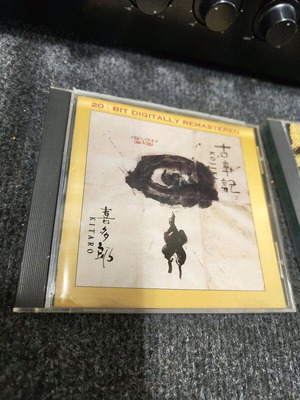 20-BIT DIGITALLY REMASTERED
古事記
KOJIKI
喜多郎
KITARO